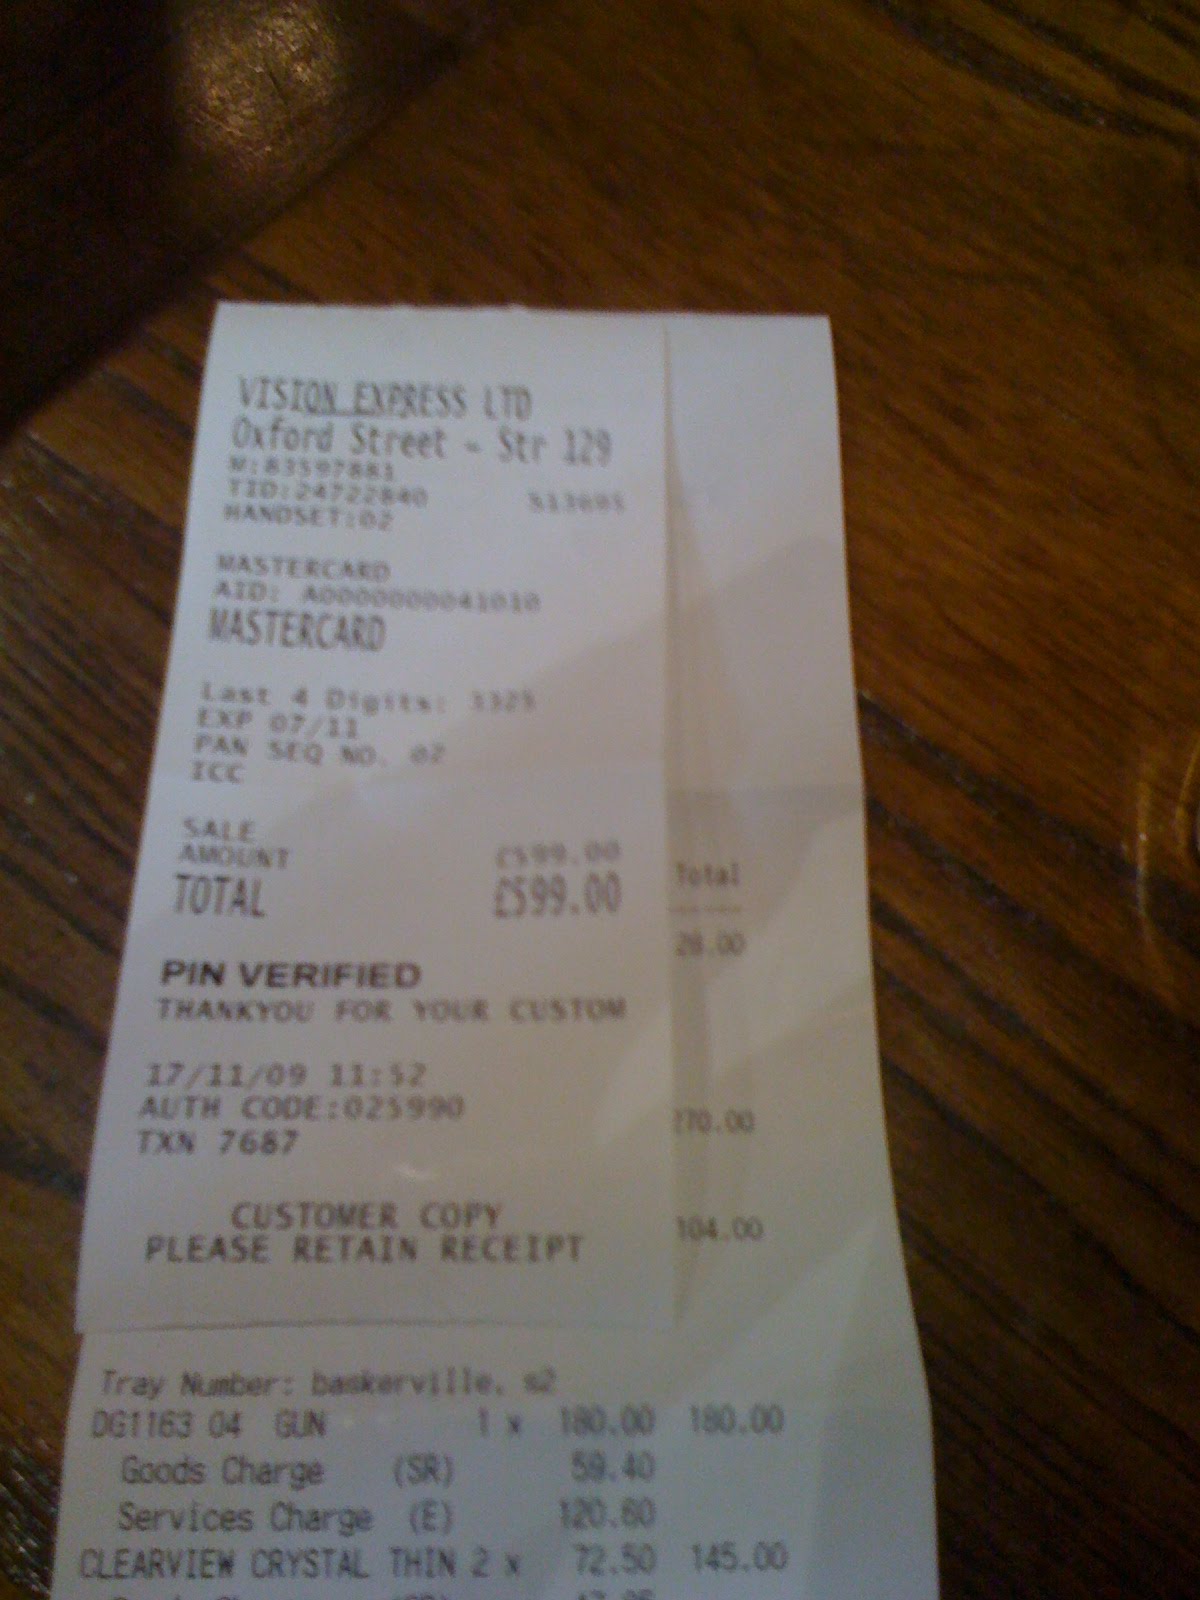 VISION EXPRESS LTD
Oxford Street - Str 129
M:83597881
TID:24722840
HANDSET:02
MASTERCARD
AID: A0000000041010
MASTERCARD
Last 4 Digits: 3325
EXP 07/11
PAN SEQ NO. 02
ICC
SALE
AMOUNT £599.00
TOTAL £599.00
PIN VERIFIED
THANKYOU FOR YOUR CUSTOM
17/11/09 11:52
AUTH CODE:025990
TXN 7687
CUSTOMER COPY
PLEASE RETAIN RECEIPT
Total
-----
28.00
270.00
104.00
Tray Number: baskerville, s2
DG1163 04 GUN 1 x 180.00 180.00
Goods Charge (SR) 59.40
Services Charge (E) 120.60
CLEARVIEW CRYSTAL THIN 2 x 72.50 145.00